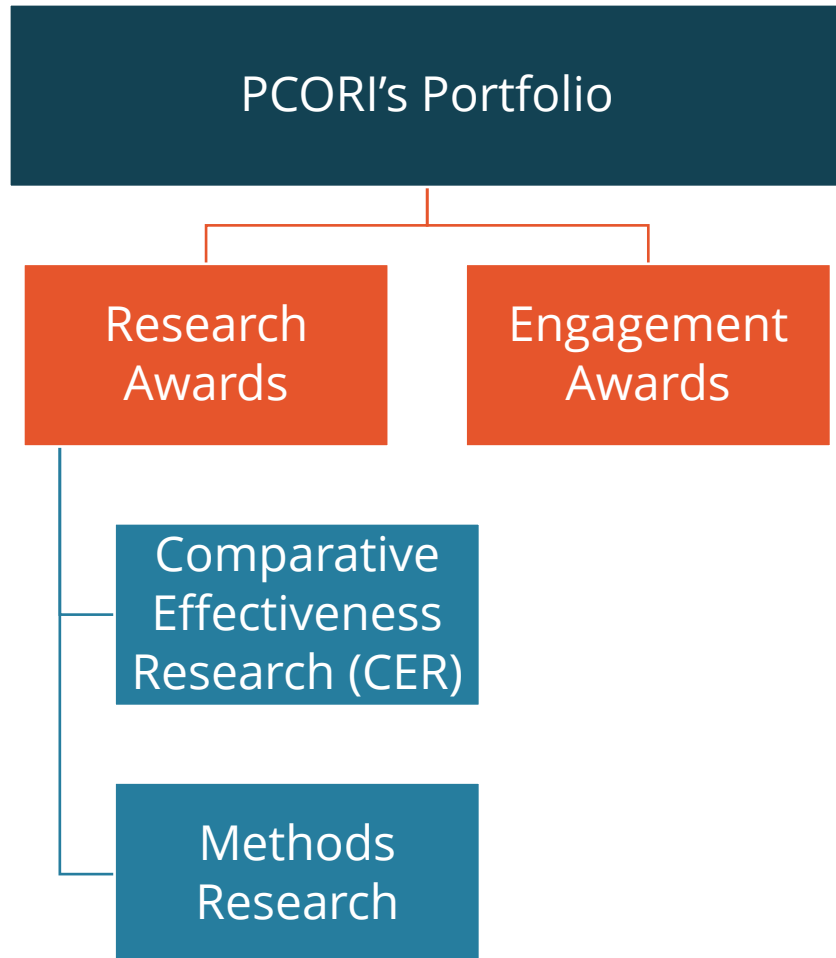 PCORI’s Portfolio
Research
Awards
Engagement
Awards
Comparative
Effectiveness
Research (CER)
Methods
Research